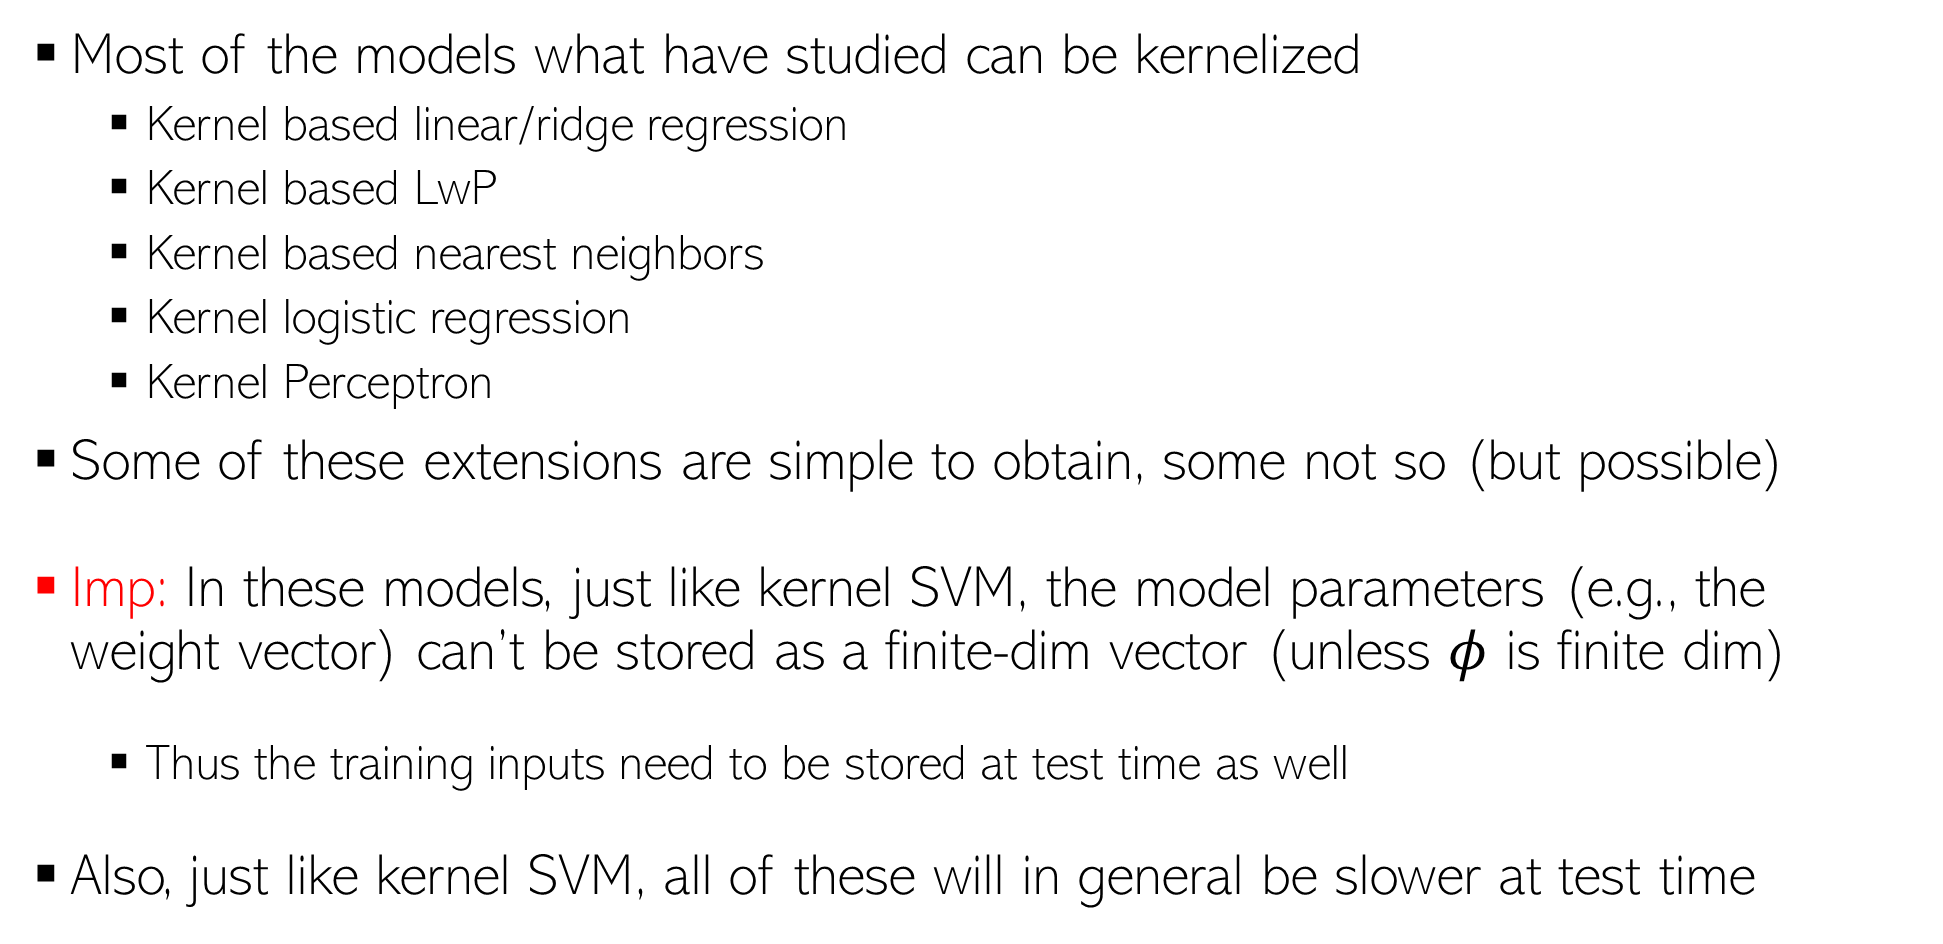 ▪ Most of the models what have studied can be kernelized
▪ Kernel based linear/ridge regression
▪ Kernel based LwP
▪ Kernel based nearest neighbors
▪ Kernel logistic regression
▪ Kernel Perceptron
▪ Some of these extensions are simple to obtain, some not so (but possible)
▪ Imp: In these models, just like kernel SVM, the model parameters (e.g., the
weight vector) can’t be stored as a finite-dim vector (unless ϕ is finite dim)
▪ Thus the training inputs need to be stored at test time as well
▪ Also, just like kernel SVM, all of these will in general be slower at test time